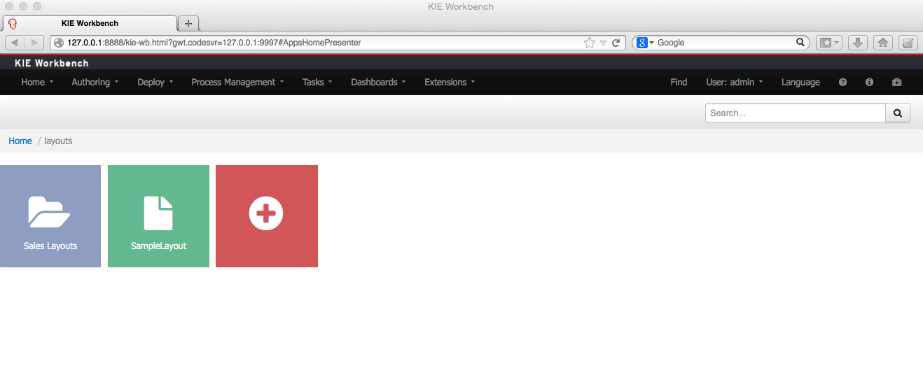 KIE Workbench
KIE Workbench
127.0.0.1:8888/kie-wb.html?gwt.codesvr=127.0.0.1:9997#AppsHomePresenter
Google
KIE Workbench
Home Authoring Deploy Process Management Tasks Dashboards Extensions Find User: admin Language
Search...
Home / layouts
Sales Layouts SampleLayout